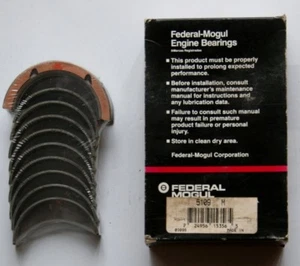 Federal-Mogul
Engine Bearings
■ This product must be properly
installed to prolong expected
performance.
■ Before installation, consult
manufacturer's maintenance
manual for instructions and
any lubrication data.
■ Failure to consult such manual
may result in premature
product failure or personal
injury.
■ Store in clean dry area.
Federal-Mogul Corporation
FEDERAL
MOGUL